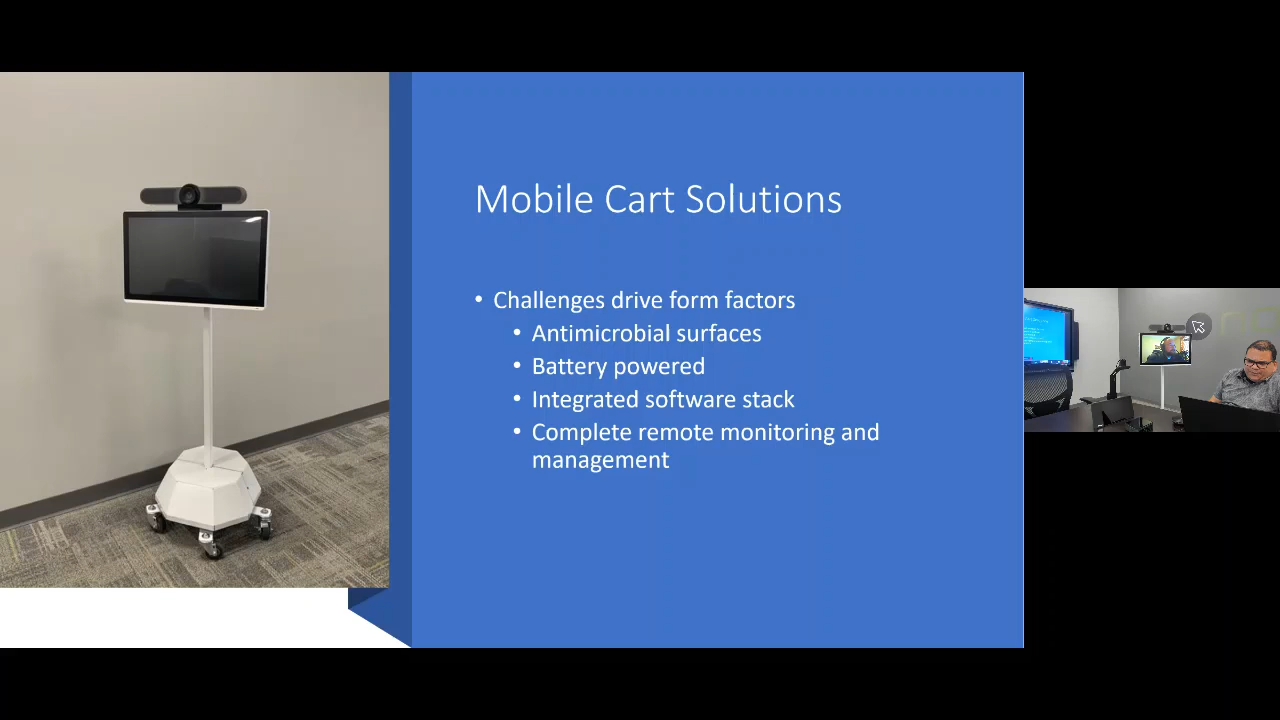 Mobile Cart Solutions
• Challenges drive form factors
• Antimicrobial surfaces
• Battery powered
• Integrated software stack
• Complete remote monitoring and
management